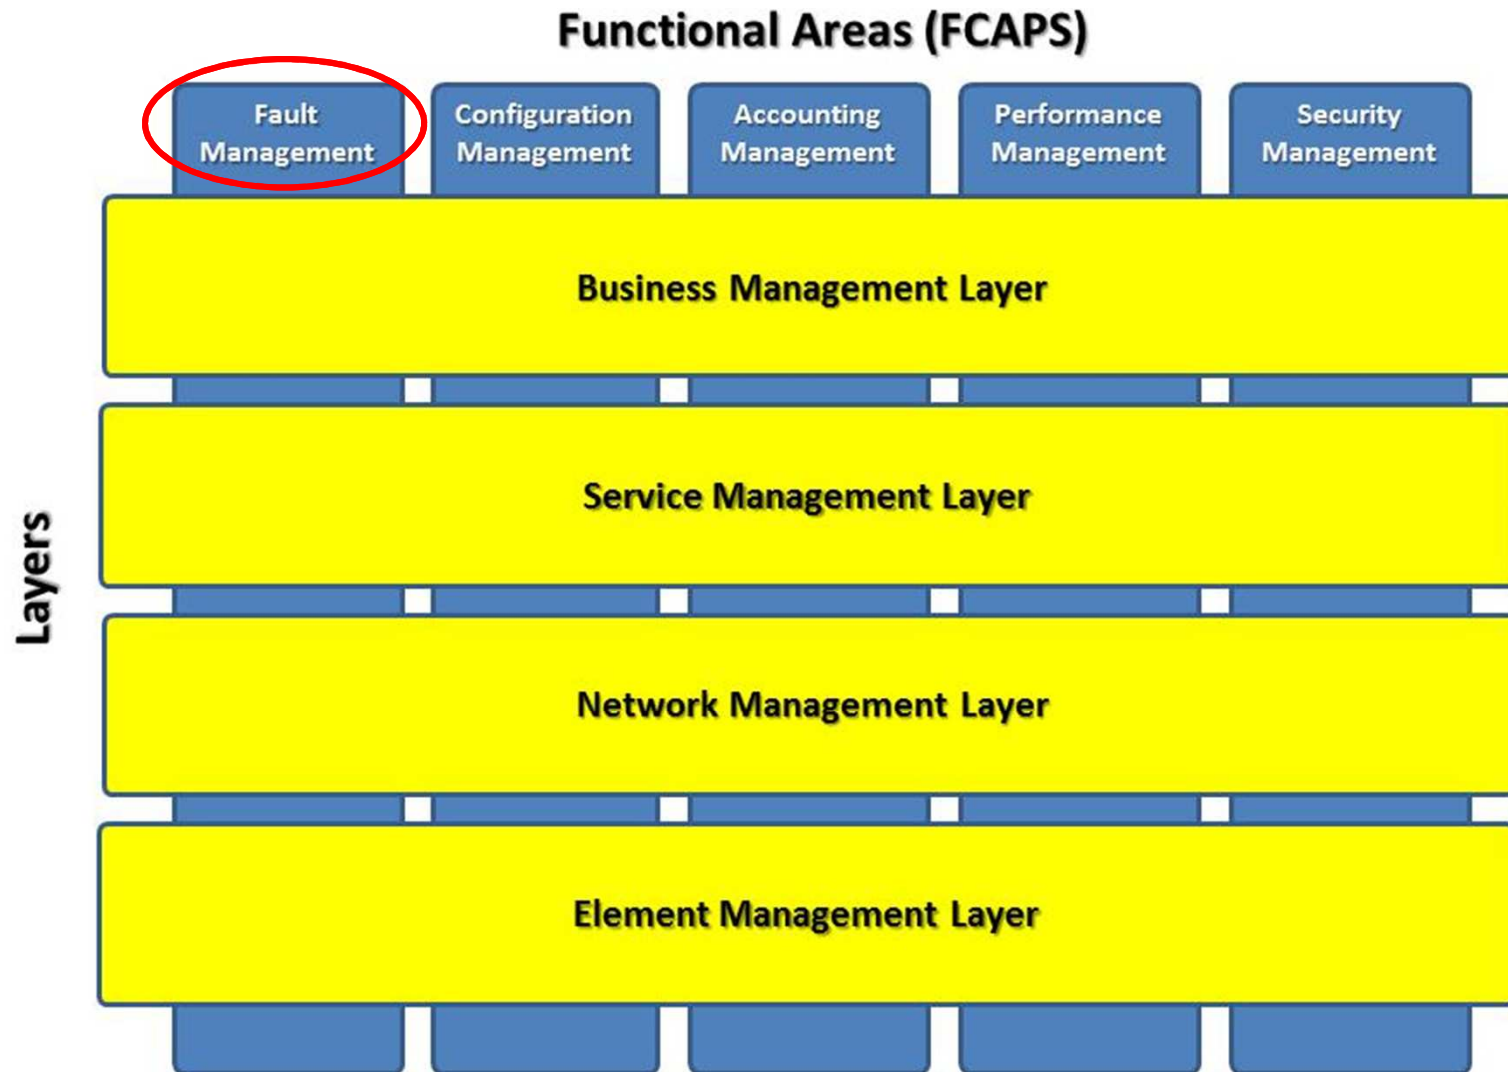 Functional Areas (FCAPS)
Fault
Management
Configuration
Management
Accounting
Management
Performance
Management
Security
Management
Layers
Business Management Layer
Service Management Layer
Network Management Layer
Element Management Layer